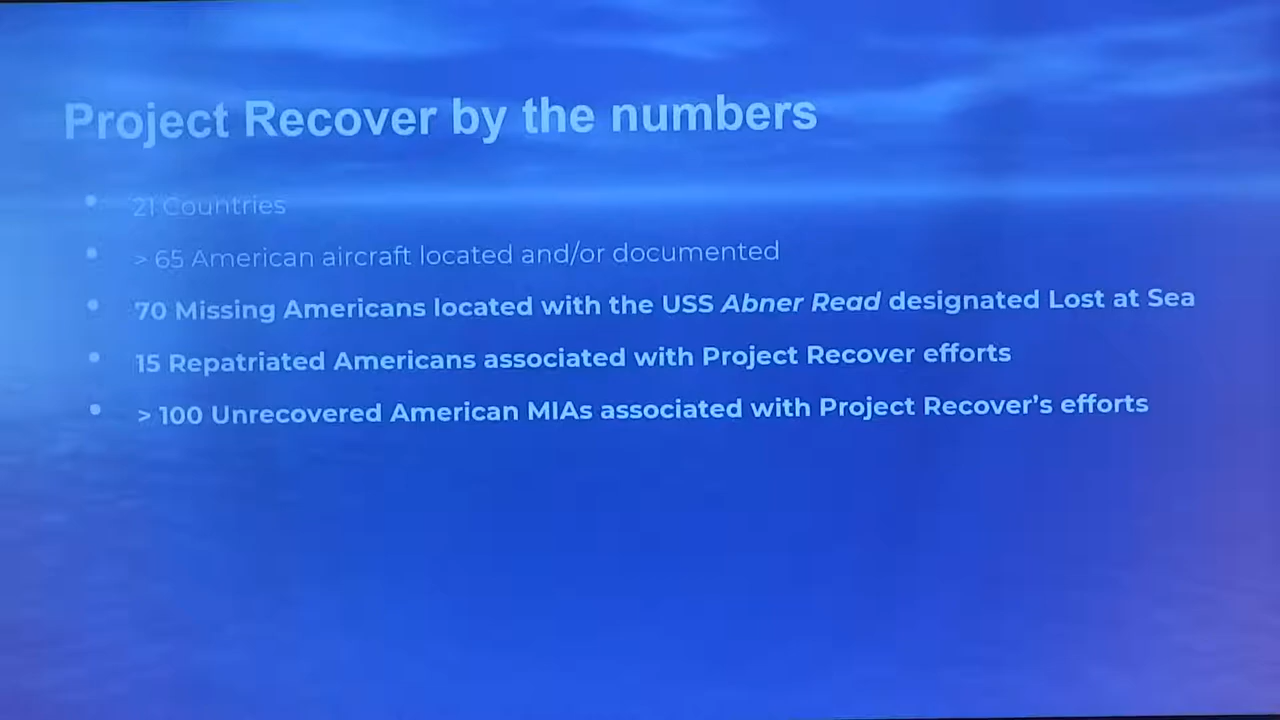 Project Recover by the numbers
• 21 Countries
• > 65 American aircraft located and/or documented
• 70 Missing Americans located with the USS Abner Read designated Lost at Sea
• 15 Repatriated Americans associated with Project Recover efforts
• > 100 Unrecovered American MIAs associated with Project Recover’s efforts